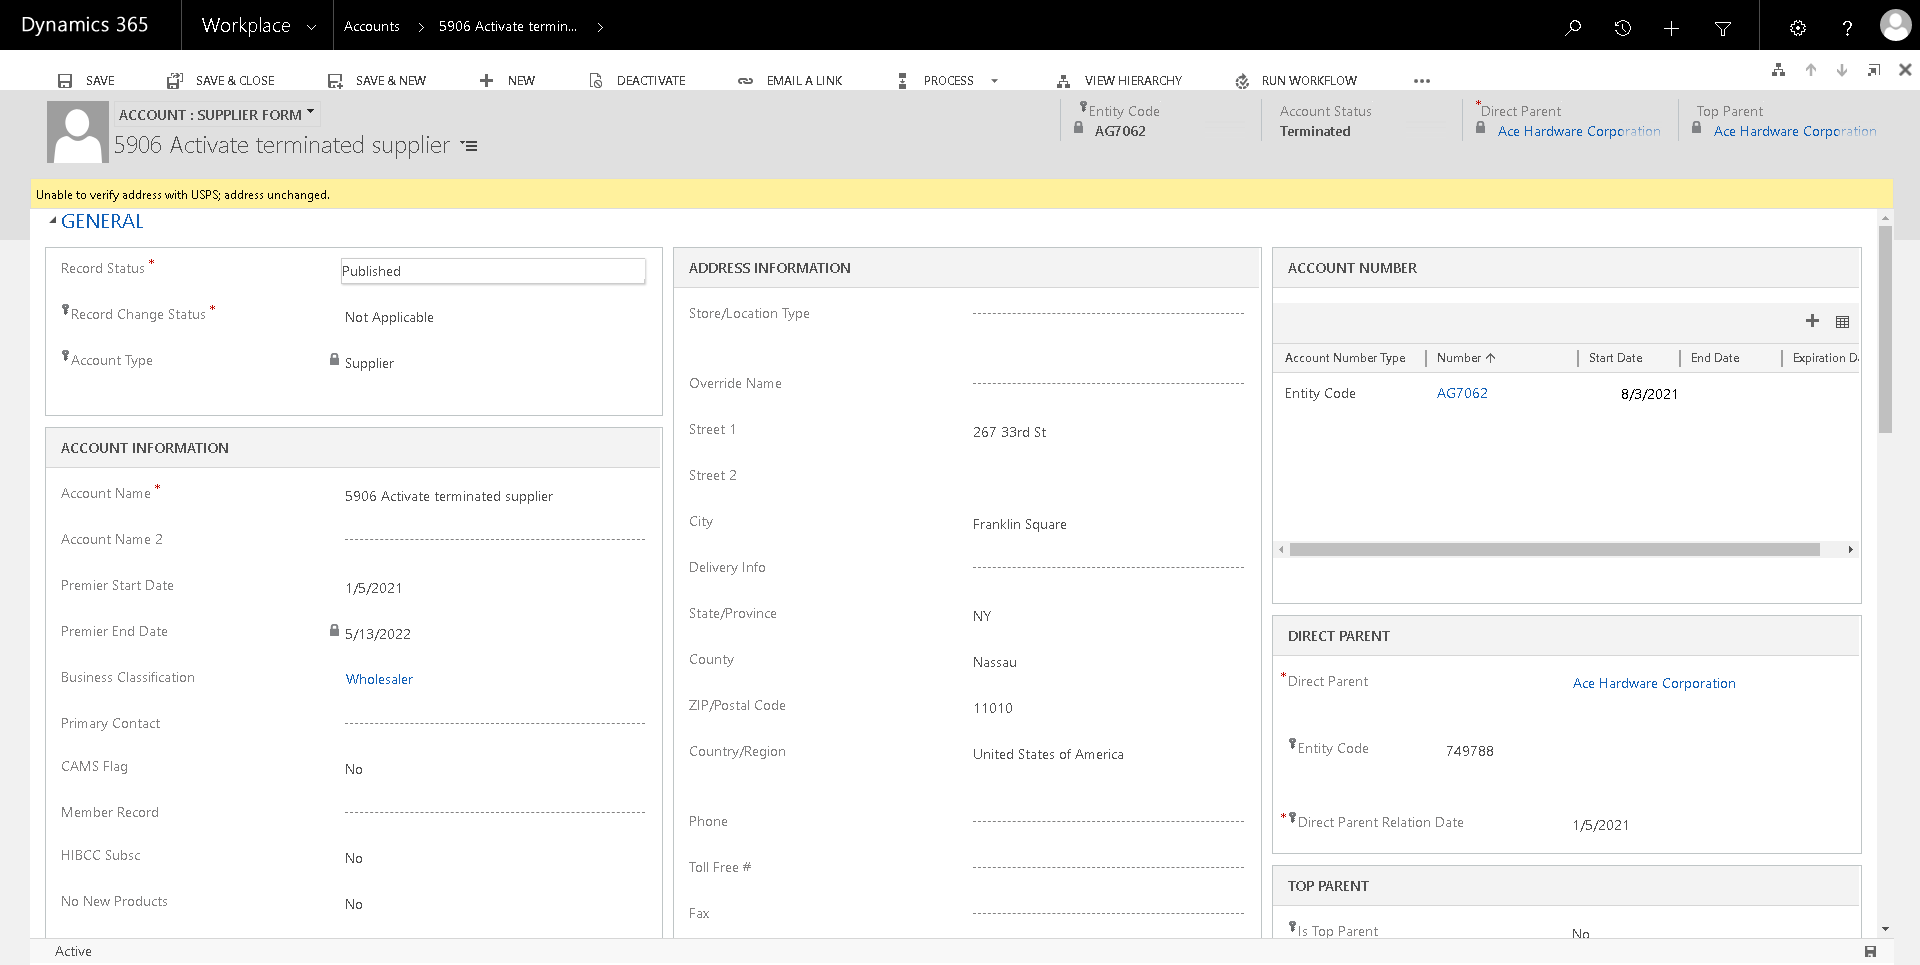 Dynamics 365
Workplace
Accounts
5906 Activate termin...
SAVE
SAVE & CLOSE
SAVE & NEW
NEW
DEACTIVATE
EMAIL A LINK
PROCESS
VIEW HIERARCHY
RUN WORKFLOW
ACCOUNT : SUPPLIER FORM
5906 Activate terminated supplier
Entity Code
AG7062
Account Status
Terminated
*Direct Parent
Ace Hardware Corporation
Top Parent
Ace Hardware Corporation
Unable to verify address with USPS; address unchanged.
GENERAL
Record Status *
Published
Record Change Status *
Not Applicable
Account Type
Supplier
ACCOUNT INFORMATION
Account Name *
5906 Activate terminated supplier
Account Name 2
Premier Start Date
1/5/2021
Premier End Date
5/13/2022
Business Classification
Wholesaler
Primary Contact
CAMS Flag
No
Member Record
HIBCC Subsc
No
No New Products
No
ADDRESS INFORMATION
Store/Location Type
Override Name
Street 1
267 33rd St
Street 2
City
Franklin Square
Delivery Info
State/Province
NY
County
Nassau
ZIP/Postal Code
11010
Country/Region
United States of America
Phone
Toll Free #
Fax
ACCOUNT NUMBER
Account Number Type
Number
Start Date
End Date
Expiration D
Entity Code
AG7062
8/3/2021
DIRECT PARENT
*Direct Parent
Ace Hardware Corporation
Entity Code
749788
*Direct Parent Relation Date
1/5/2021
TOP PARENT
Is Top Parent
No
Active